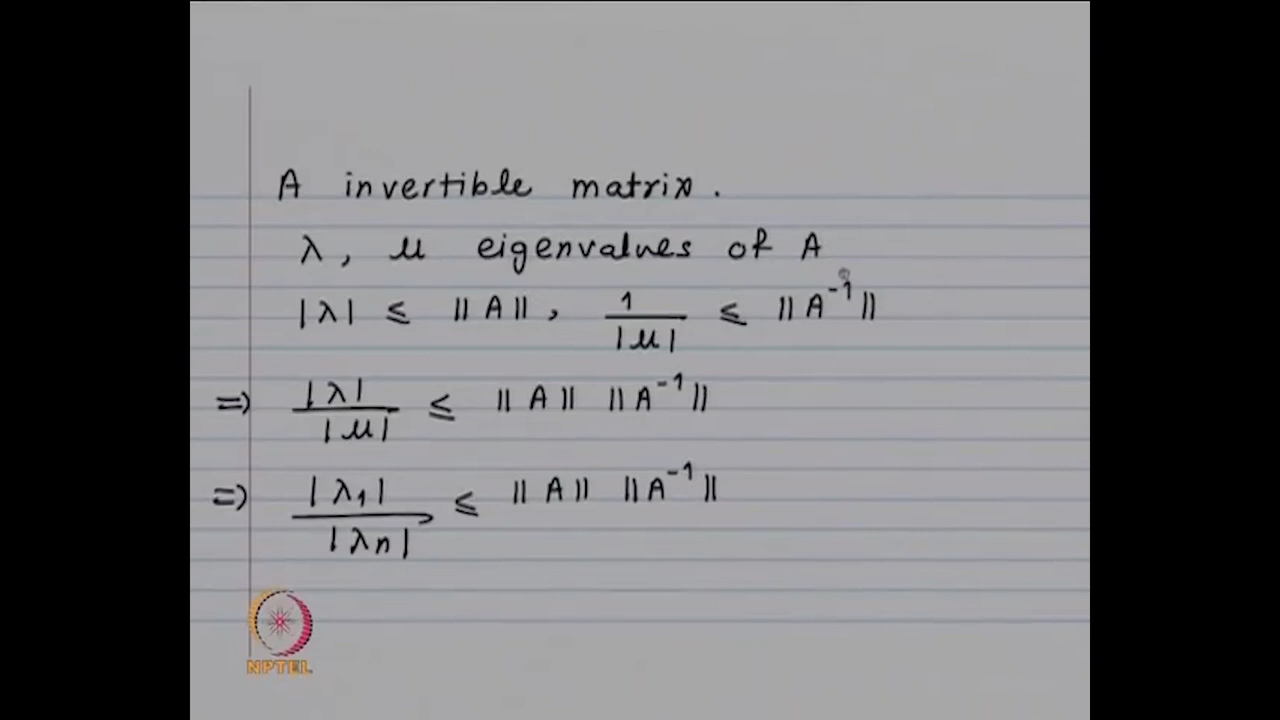 A invertible matrix.
λ, μ eigenvalues of A
|λ| ≤ ||A||, 1/|μ| ≤ ||A⁻¹||
=> |λ|/|μ| ≤ ||A|| ||A⁻¹||
=> |λ₁|/|λn| ≤ ||A|| ||A⁻¹||
NPTEL